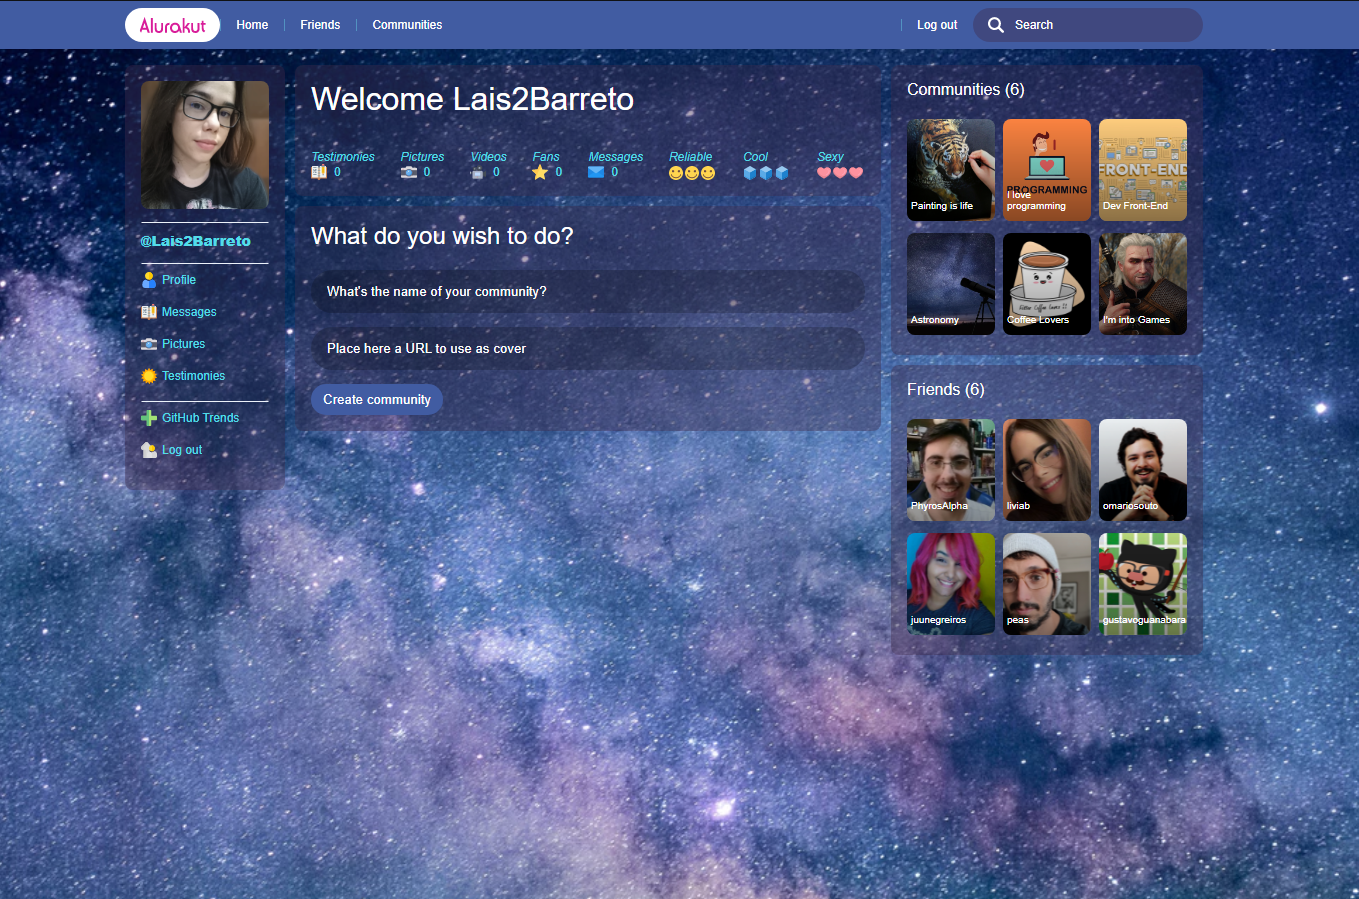 Alurakut
Home
Friends
Communities
Log out
Search
@Lais2Barreto
Profile
Messages
Pictures
Testimonies
GitHub Trends
Log out
Welcome Lais2Barreto
Testimonies
0
Pictures
0
Videos
0
Fans
0
Messages
0
Reliable
Cool
Sexy
What do you wish to do?
What's the name of your community?
Place here a URL to use as cover
Create community
Communities (6)
Painting is life
PROGRAMMING
I love
programming
FRONT-END
Dev Front-End
Astronomy
Coffee Lovers
I'm into Games
Friends (6)
PhyrosAlpha
liviab
omariosouto
juunegreiros
peas
gustavoguanabara